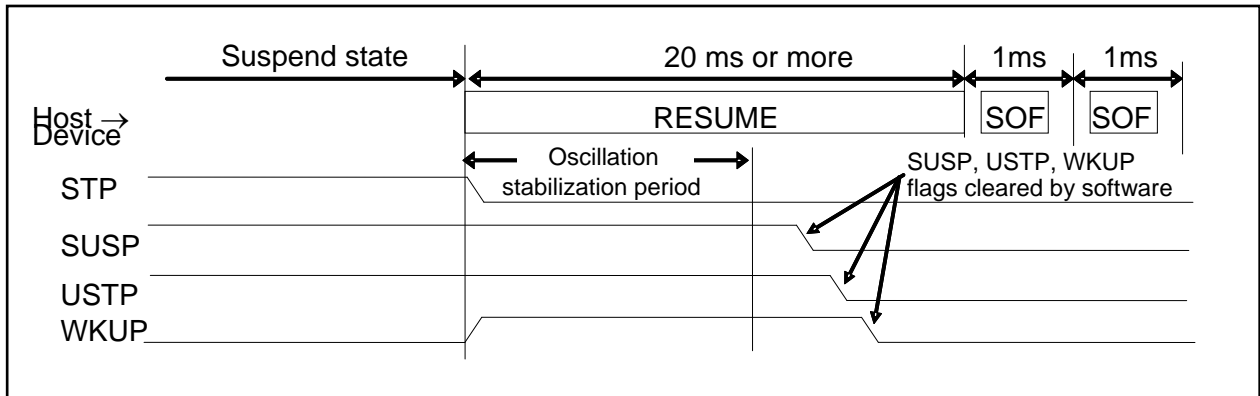 Suspend state
20 ms or more
1ms
1ms
Host →
Device
RESUME
SOF
SOF
Oscillation
stabilization period
SUSP, USTP, WKUP
flags cleared by software
STP
SUSP
USTP
WKUP